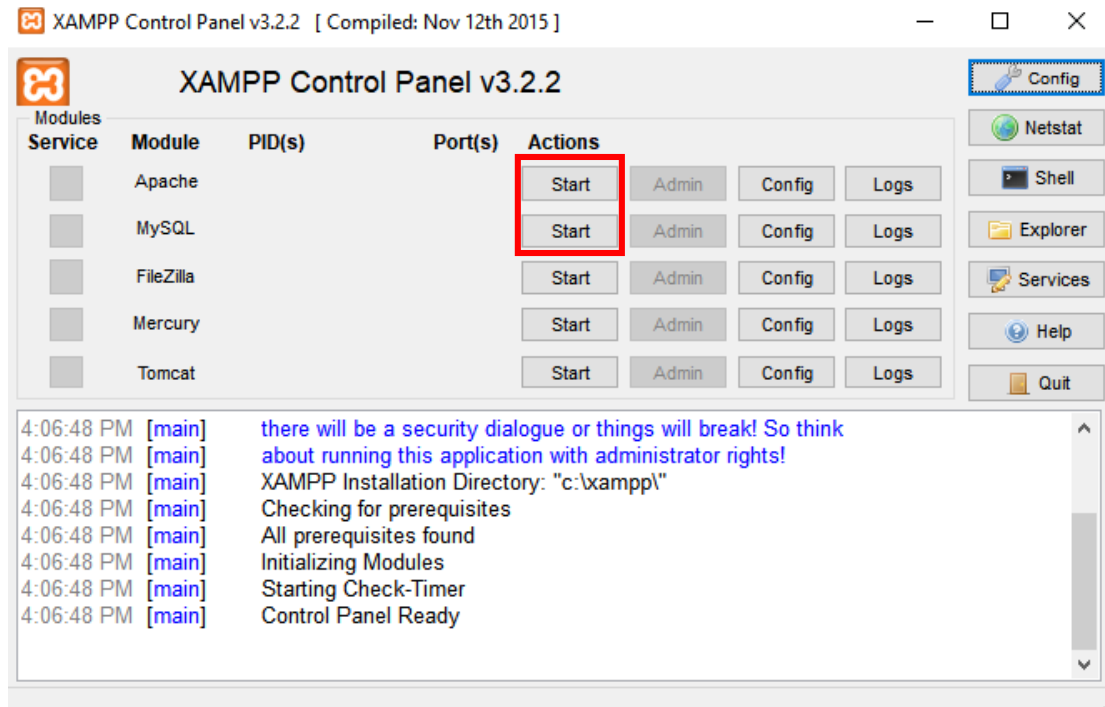 XAMPP Control Panel v3.2.2 [ Compiled: Nov 12th 2015 ]
XAMPP Control Panel v3.2.2
Config
Modules
Netstat
Service Module PID(s) Port(s) Actions
Apache Start Admin Config Logs
Shell
MySQL Start Admin Config Logs
Explorer
FileZilla Start Admin Config Logs
Services
Mercury Start Admin Config Logs
Help
Tomcat Start Admin Config Logs
Quit
4:06:48 PM [main] there will be a security dialogue or things will break! So think
4:06:48 PM [main] about running this application with administrator rights!
4:06:48 PM [main] XAMPP Installation Directory: "c:\xampp\"
4:06:48 PM [main] Checking for prerequisites
4:06:48 PM [main] All prerequisites found
4:06:48 PM [main] Initializing Modules
4:06:48 PM [main] Starting Check-Timer
4:06:48 PM [main] Control Panel Ready